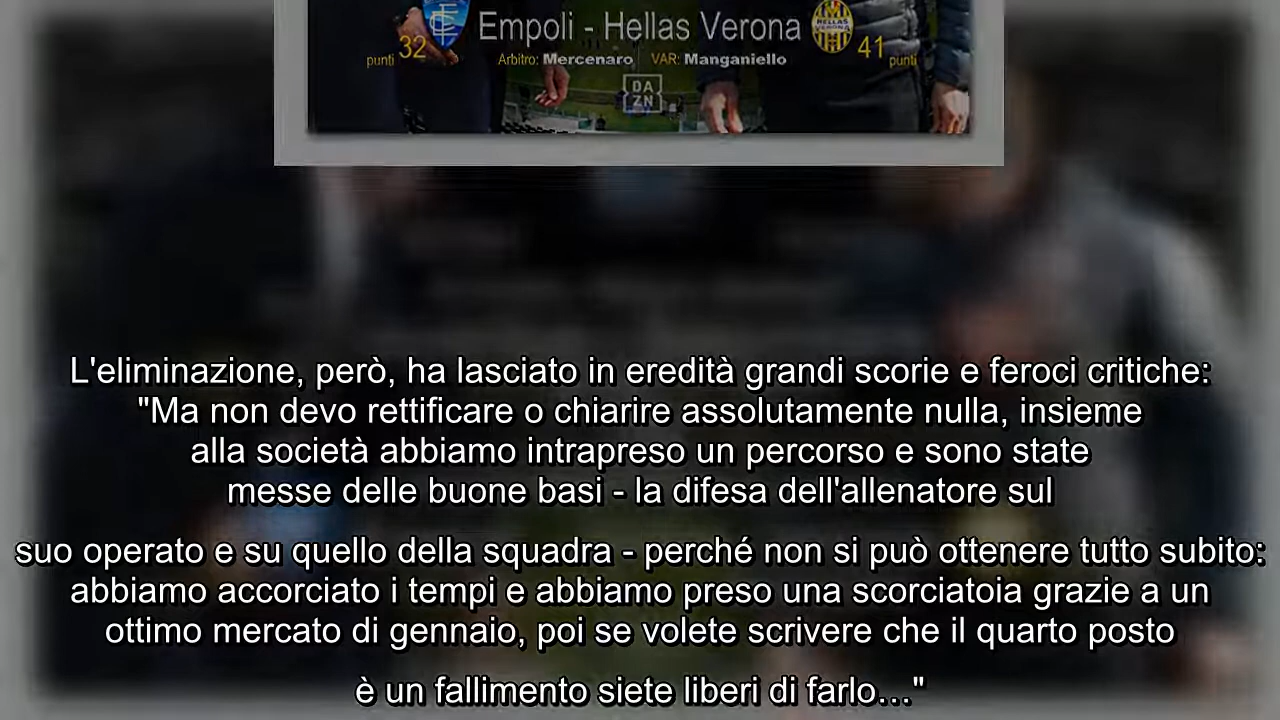 Empoli - Hellas Verona
punti 32
41 punti
Arbitro: Mercenaro VAR: Manganiello
HELLAS
VERONA
DA
ZN
L'eliminazione, però, ha lasciato in eredità grandi scorie e feroci critiche:
"Ma non devo rettificare o chiarire assolutamente nulla, insieme
alla società abbiamo intrapreso un percorso e sono state
messe delle buone basi - la difesa dell'allenatore sul
suo operato e su quello della squadra - perché non si può ottenere tutto subito:
abbiamo accorciato i tempi e abbiamo preso una scorciatoia grazie a un
ottimo mercato di gennaio, poi se volete scrivere che il quarto posto
è un fallimento siete liberi di farlo…"